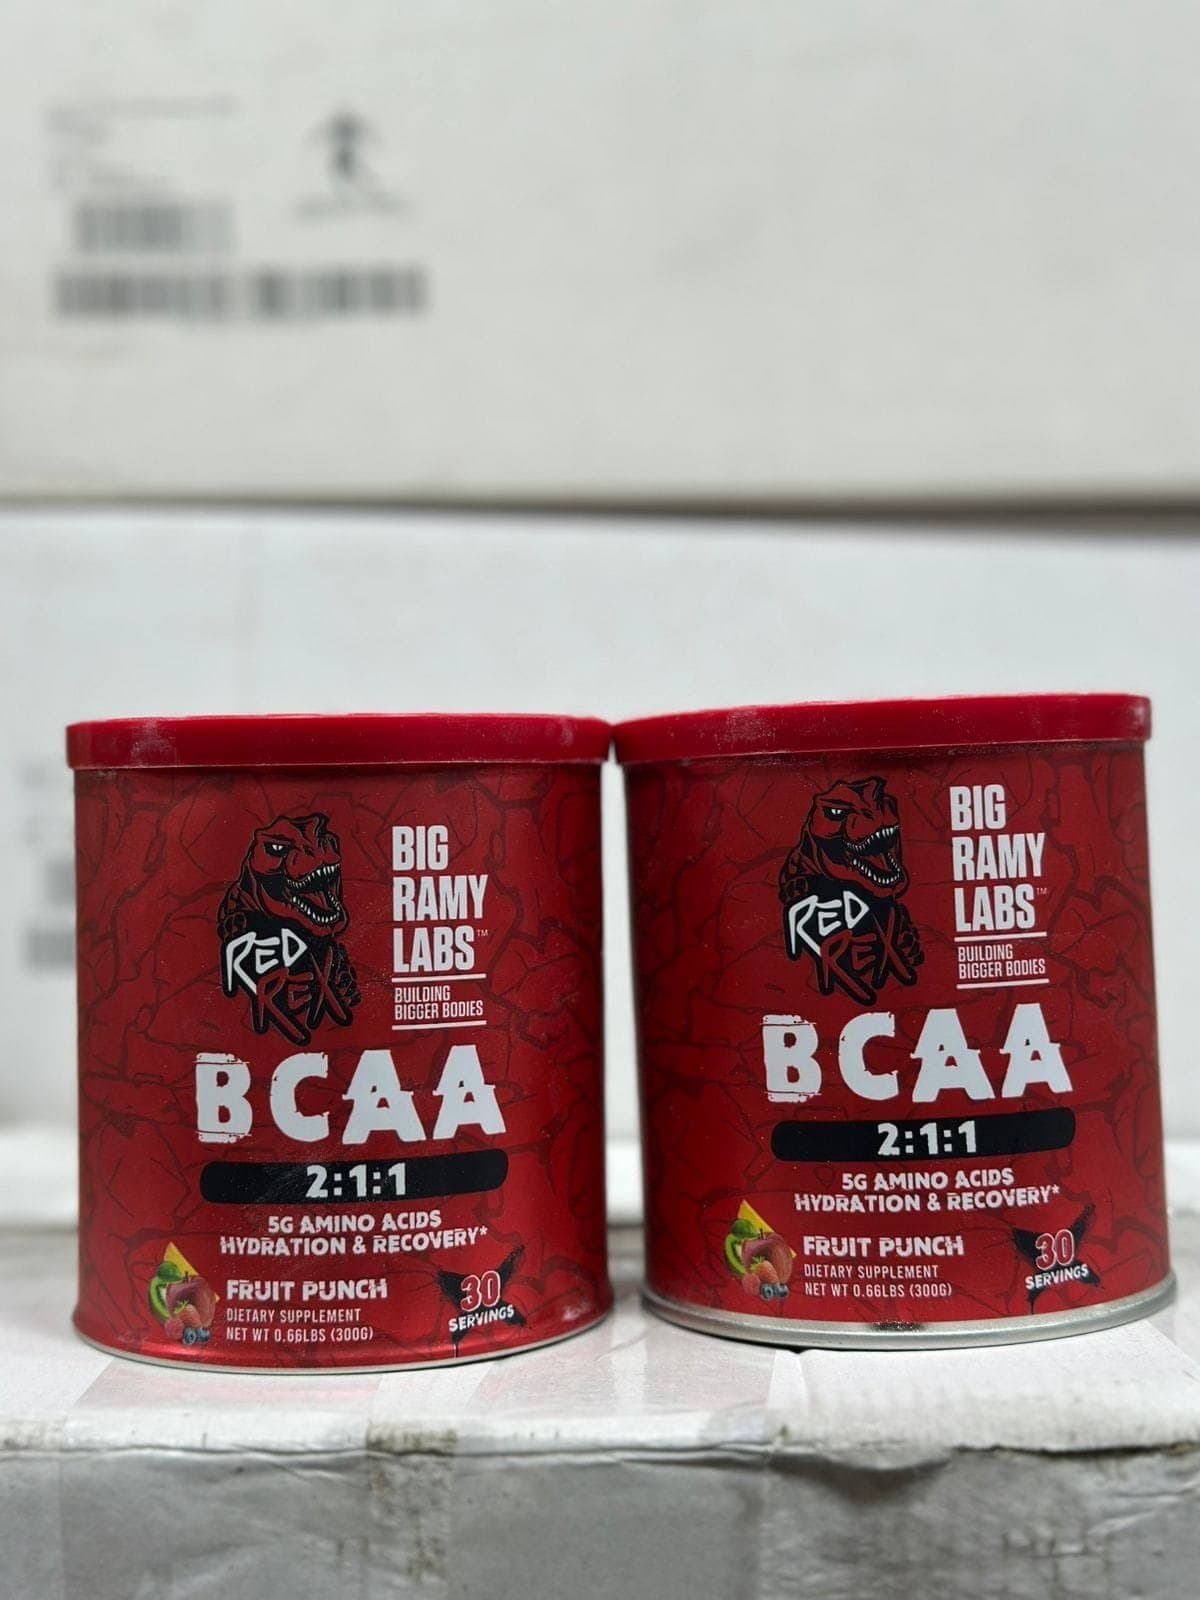 RED
REX
BIG
RAMY
LABS™
BUILDING
BIGGER BODIES
BCAA
2:1:1
5G AMINO ACIDS
HYDRATION & RECOVERY*
FRUIT PUNCH
DIETARY SUPPLEMENT
NET WT 0.66LBS (300G)
30
SERVINGS
RED
REX
BIG
RAMY
LABS™
BUILDING
BIGGER BODIES
BCAA
2:1:1
5G AMINO ACIDS
HYDRATION & RECOVERY*
FRUIT PUNCH
DIETARY SUPPLEMENT
NET WT 0.66LBS (300G)
30
SERVINGS